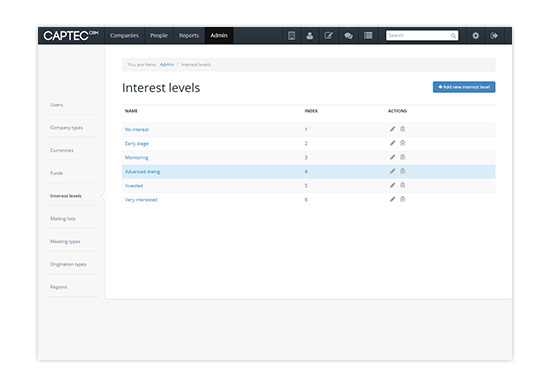 CAPTEC CRM Companies People Reports Admin Search
You are here: Admin / Interest levels
Interest levels
+ Add new interest level
NAME INDEX ACTIONS
No interest 1
Early stage 2
Monitoring 3
Advanced dialog 4
Invested 5
Very interested 6
Users
Company types
Currencies
Funds
Interest levels
Mailing lists
Meeting types
Origination types
Regions